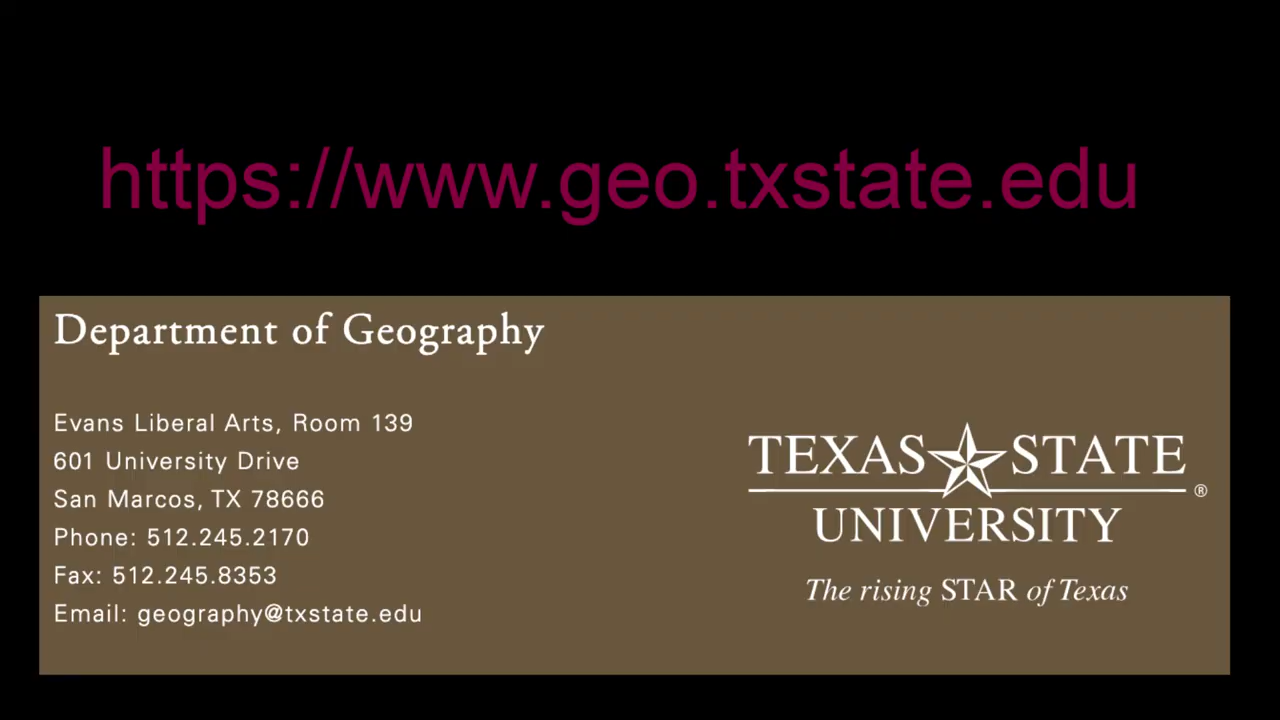 https://www.geo.txstate.edu
Department of Geography
Evans Liberal Arts, Room 139
601 University Drive
San Marcos, TX 78666
Phone: 512.245.2170
Fax: 512.245.8353
Email: geography@txstate.edu
TEXAS STATE
®
UNIVERSITY
The rising STAR of Texas